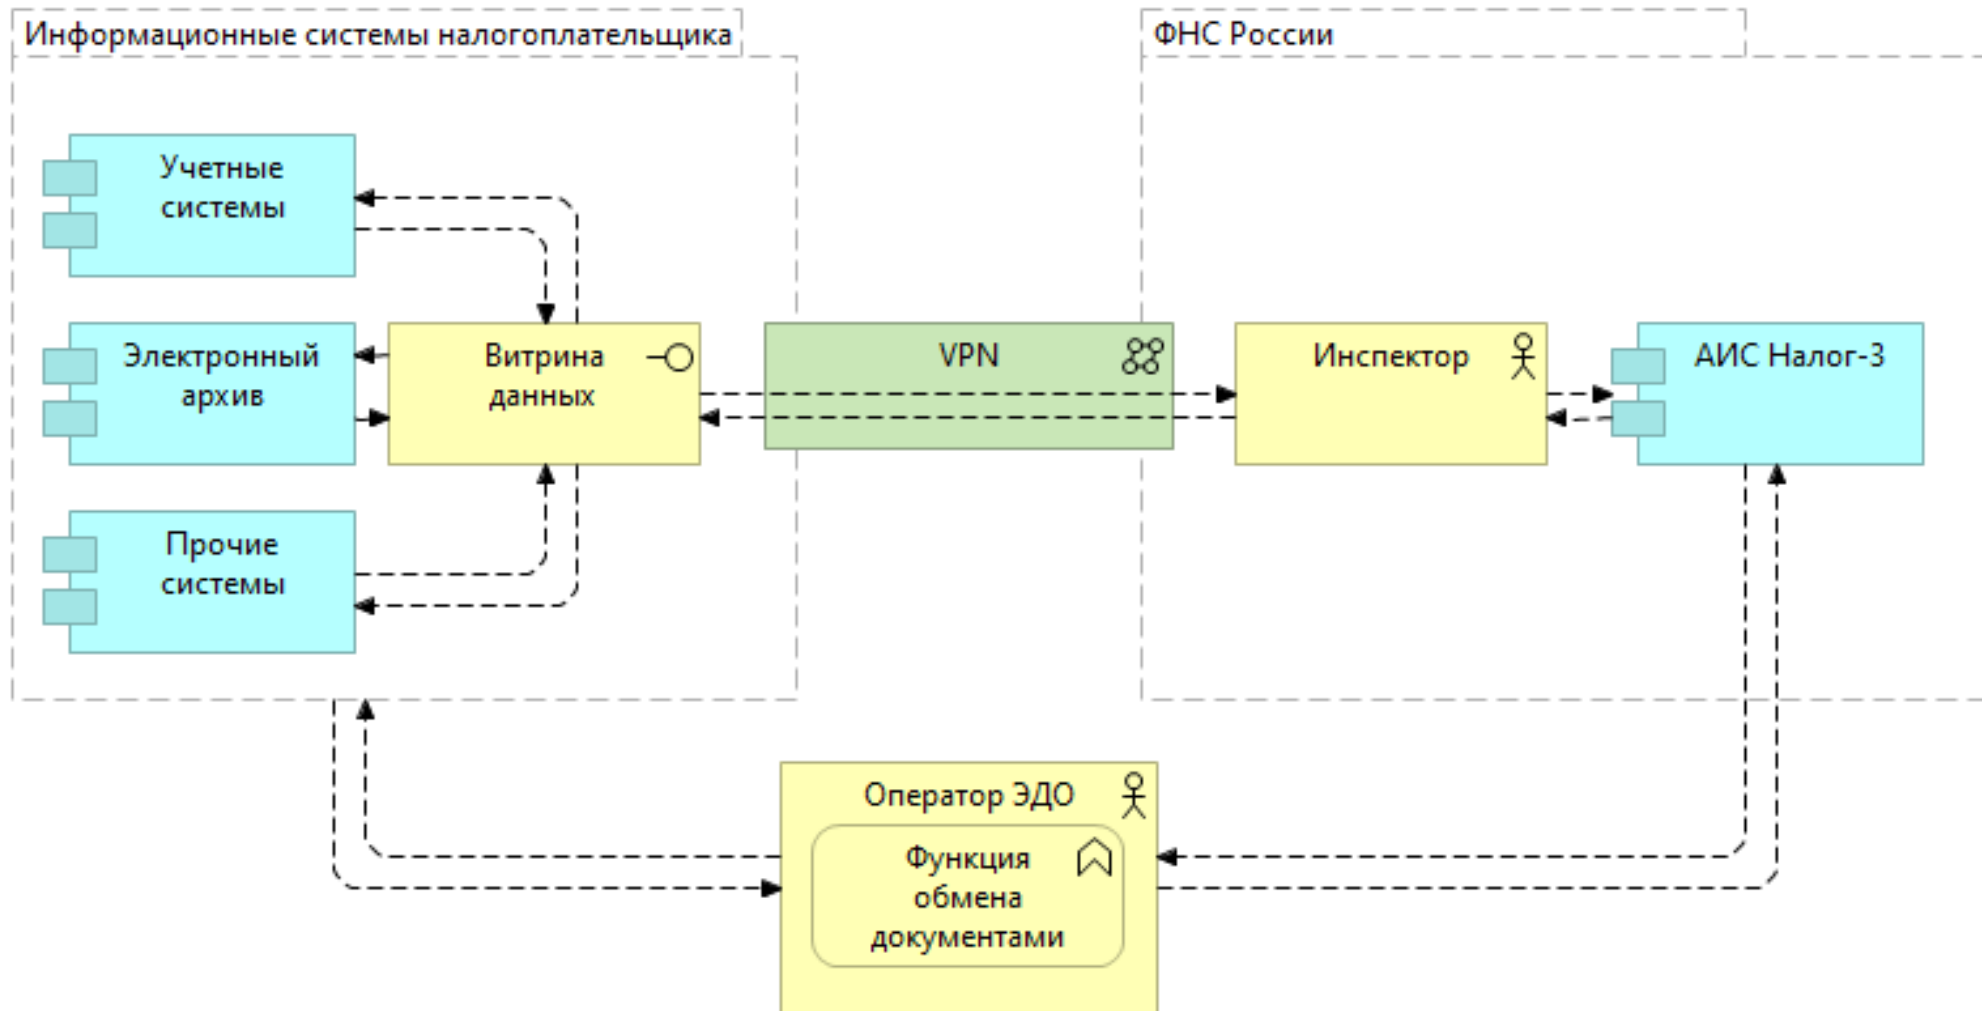 Информационные системы налогоплательщика
ФНС России
Учетные
системы
Электронный
архив
Витрина
данных
VPN
Инспектор
АИС Налог-3
Прочие
системы
Оператор ЭДО
Функция
обмена
документами